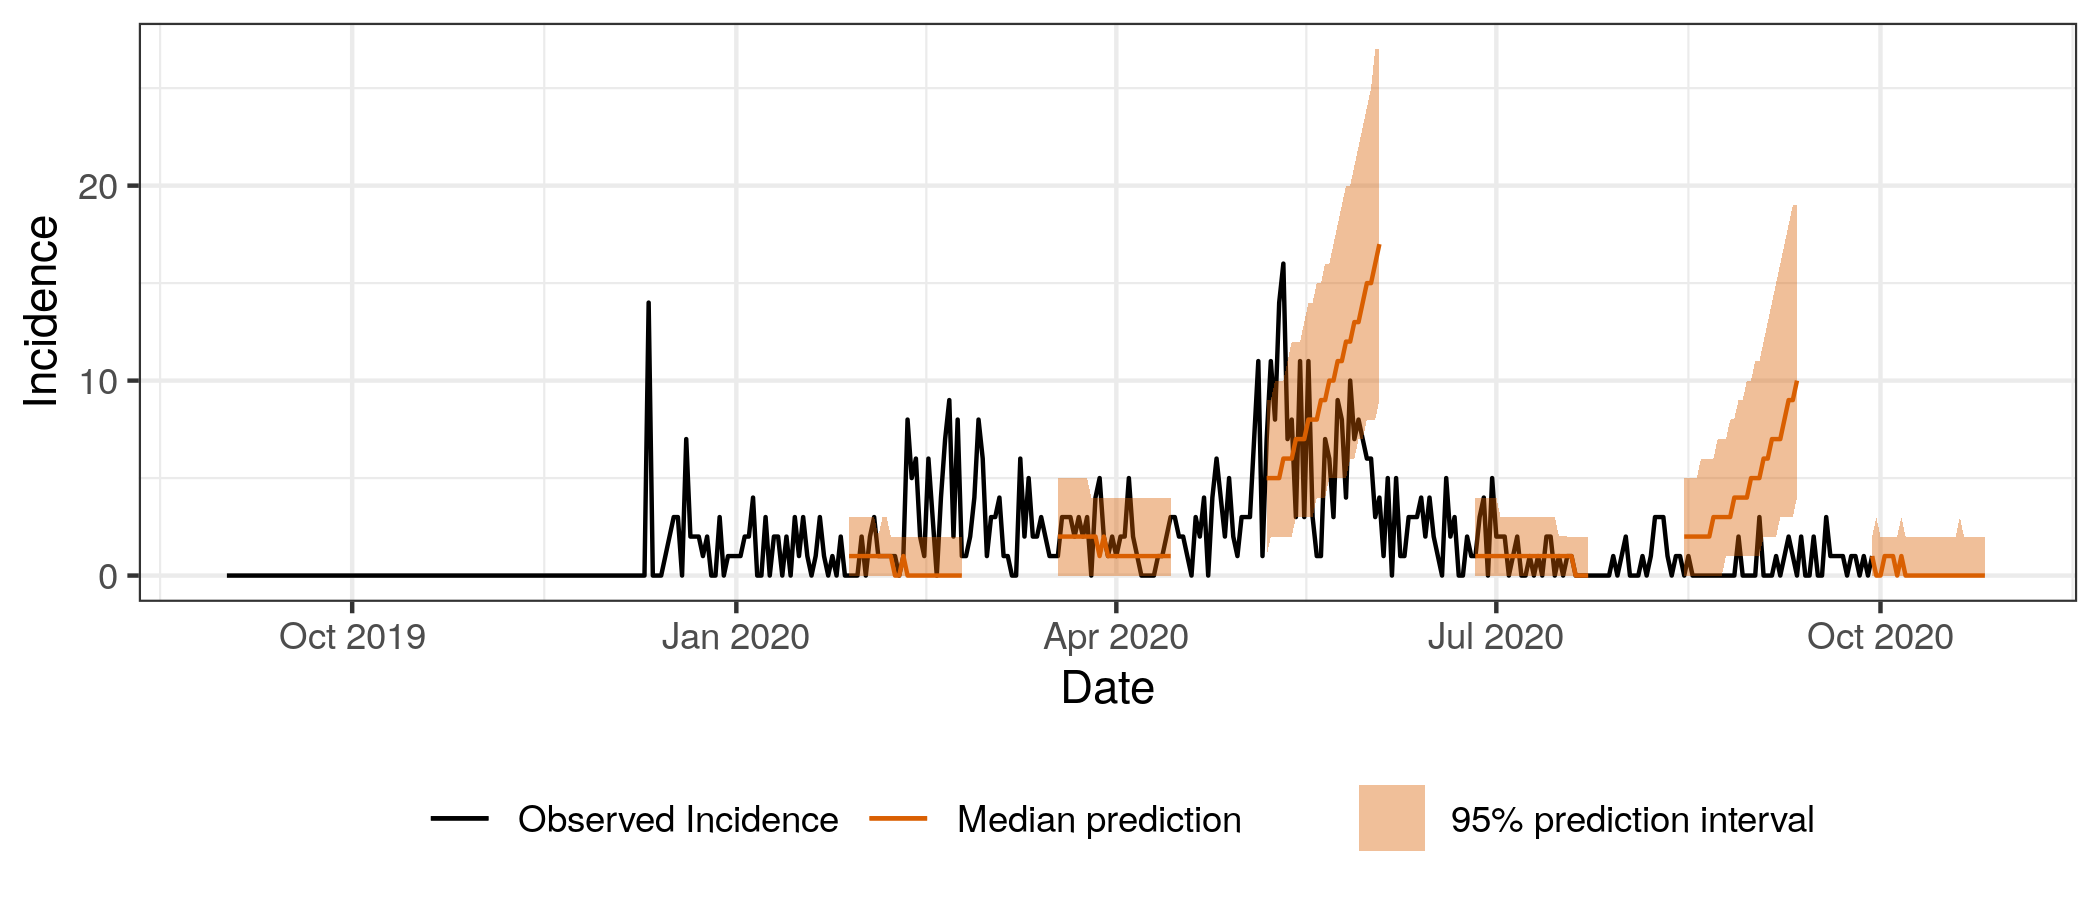 Incidence
20
10
0
Oct 2019 Jan 2020 Apr 2020 Jul 2020 Oct 2020
Date
Observed Incidence Median prediction 95% prediction interval